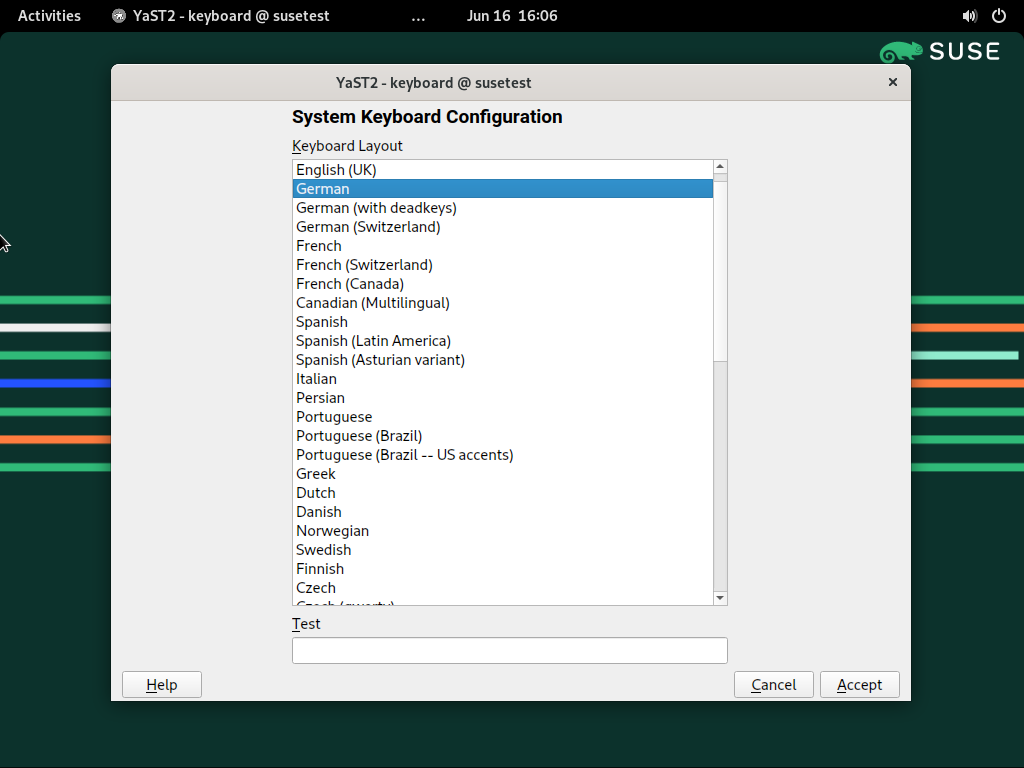 Activities
YaST2 - keyboard @ susetest
...
Jun 16 16:06
SUSE
YaST2 - keyboard @ susetest
System Keyboard Configuration
Keyboard Layout
English (UK)
German
German (with deadkeys)
German (Switzerland)
French
French (Switzerland)
French (Canada)
Canadian (Multilingual)
Spanish
Spanish (Latin America)
Spanish (Asturian variant)
Italian
Persian
Portuguese
Portuguese (Brazil)
Portuguese (Brazil -- US accents)
Greek
Dutch
Danish
Norwegian
Swedish
Finnish
Czech
Czech (qwerty)
Test
Help
Cancel
Accept